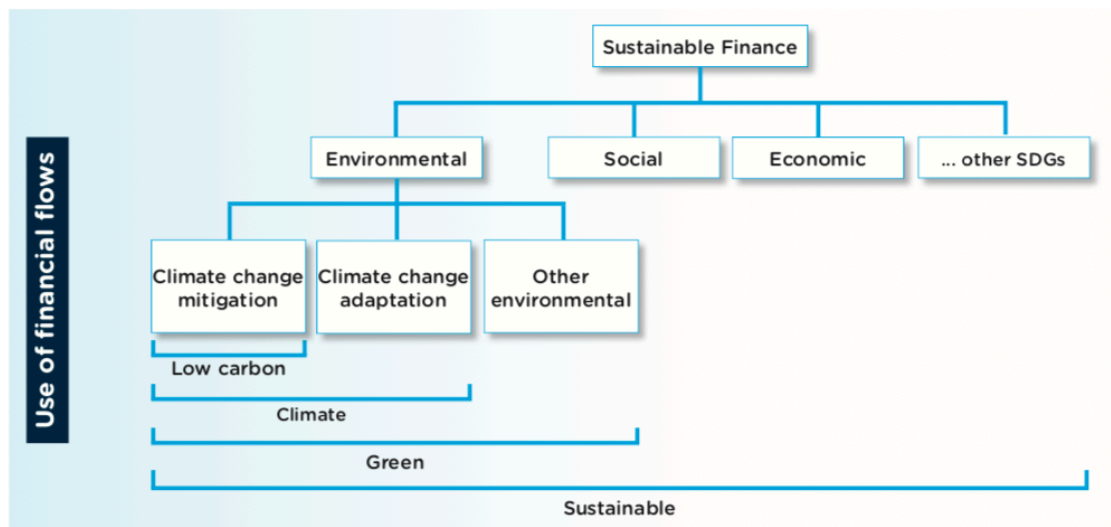 Sustainable Finance
Use of financial flows
Environmental
Social
Economic
... other SDGs
Climate change
mitigation
Climate change
adaptation
Other
environmental
Low carbon
Climate
Green
Sustainable